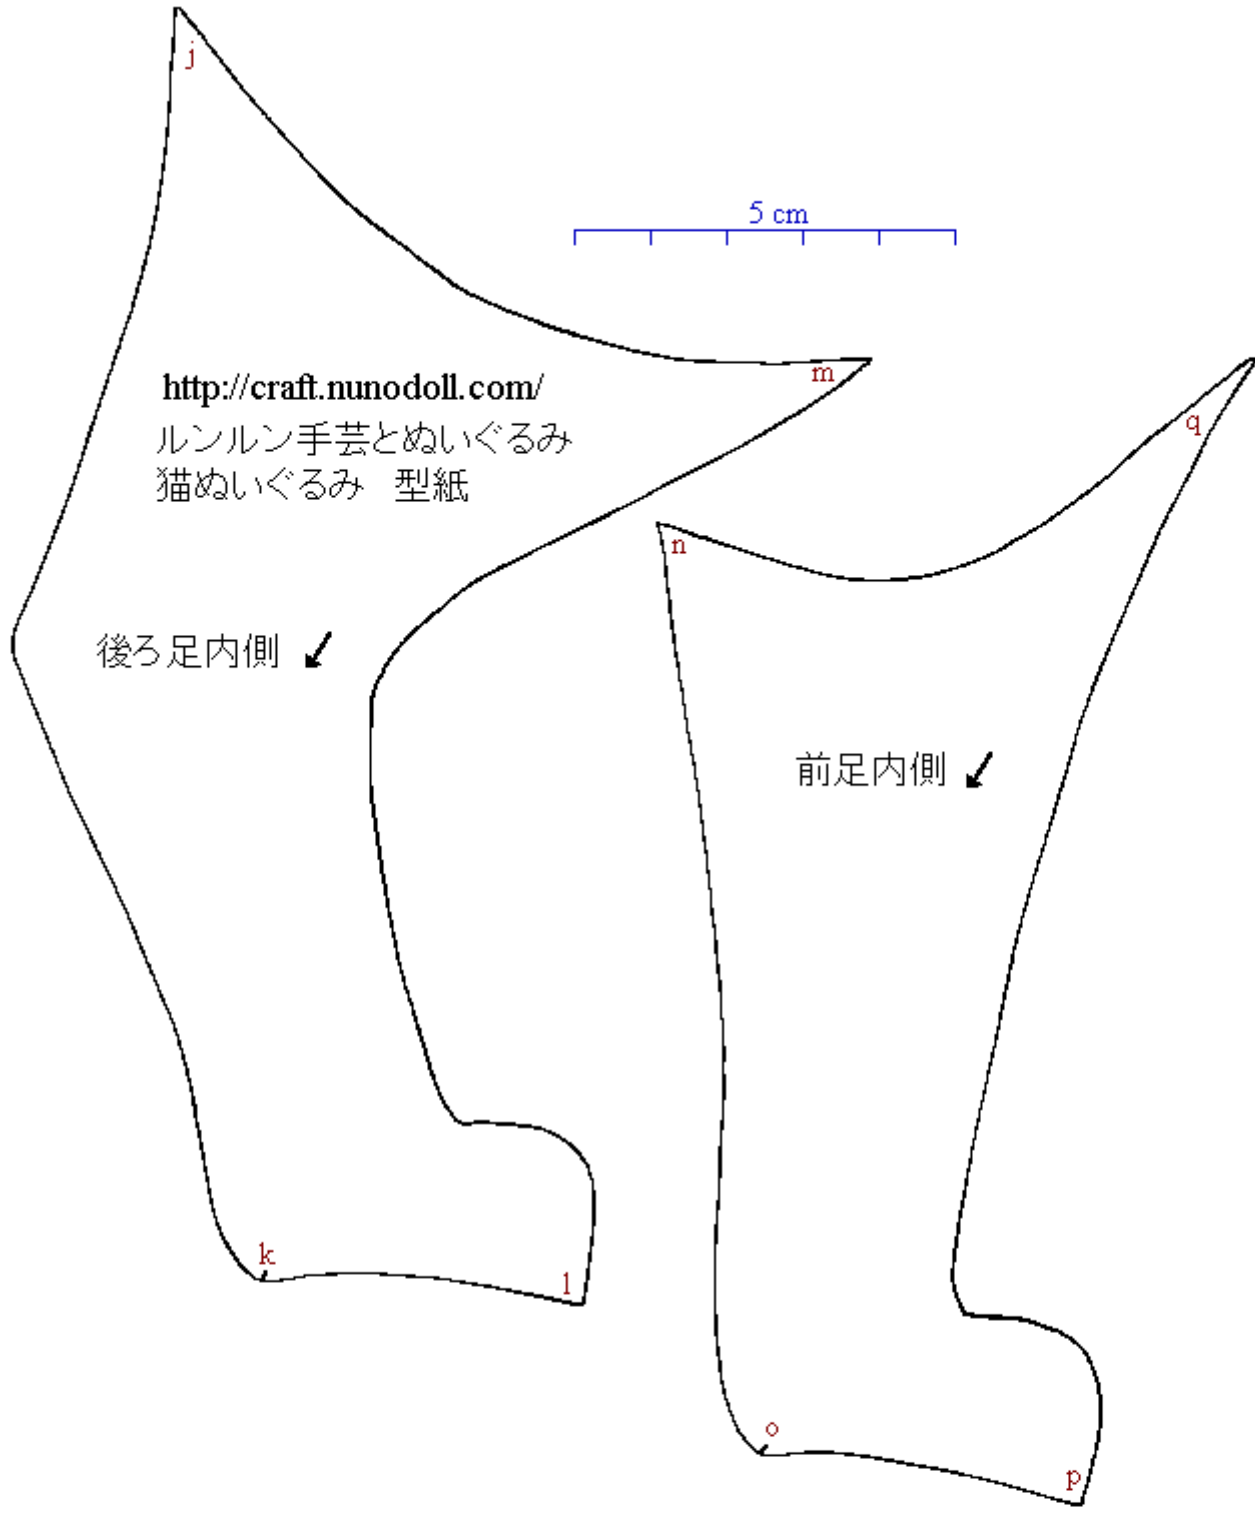 j
5 cm
m
http://craft.nunodoll.com/
ルンルン手芸とぬいぐるみ
猫ぬいぐるみ　型紙
q
n
後ろ足内側 ↙
前足内側 ↙
k
l
o
p